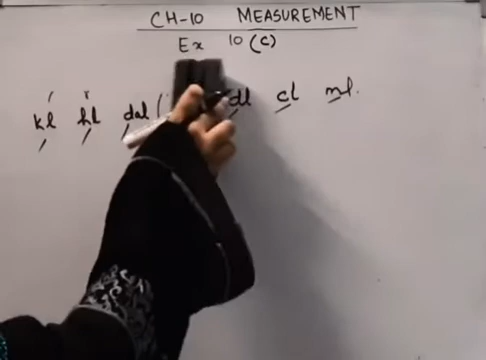 CH-10 MEASUREMENT
Ex 10 (C)
kl hl dal dl cl ml.